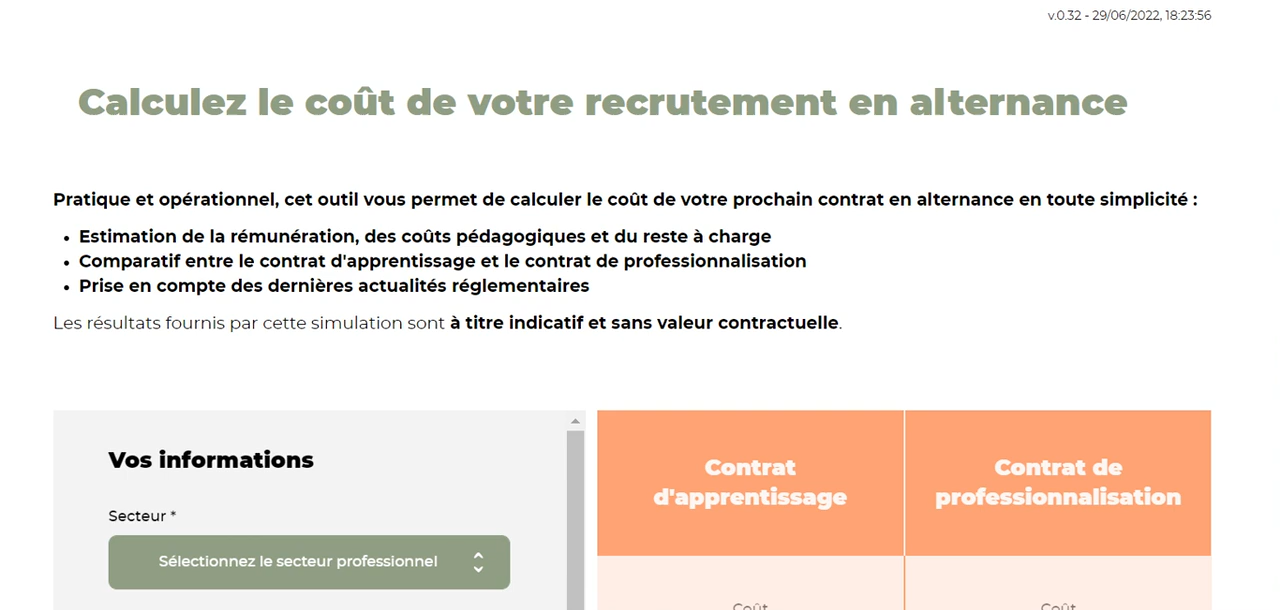 v.0.32 - 29/06/2022, 18:23:56
Calculez le coût de votre recrutement en alternance
Pratique et opérationnel, cet outil vous permet de calculer le coût de votre prochain contrat en alternance en toute simplicité :
• Estimation de la rémunération, des coûts pédagogiques et du reste à charge
• Comparatif entre le contrat d'apprentissage et le contrat de professionnalisation
• Prise en compte des dernières actualités réglementaires
Les résultats fournis par cette simulation sont à titre indicatif et sans valeur contractuelle.
Vos informations
Secteur *
Sélectionnez le secteur professionnel
Contrat
d'apprentissage
Contrat de
professionnalisation
Coût
Coût